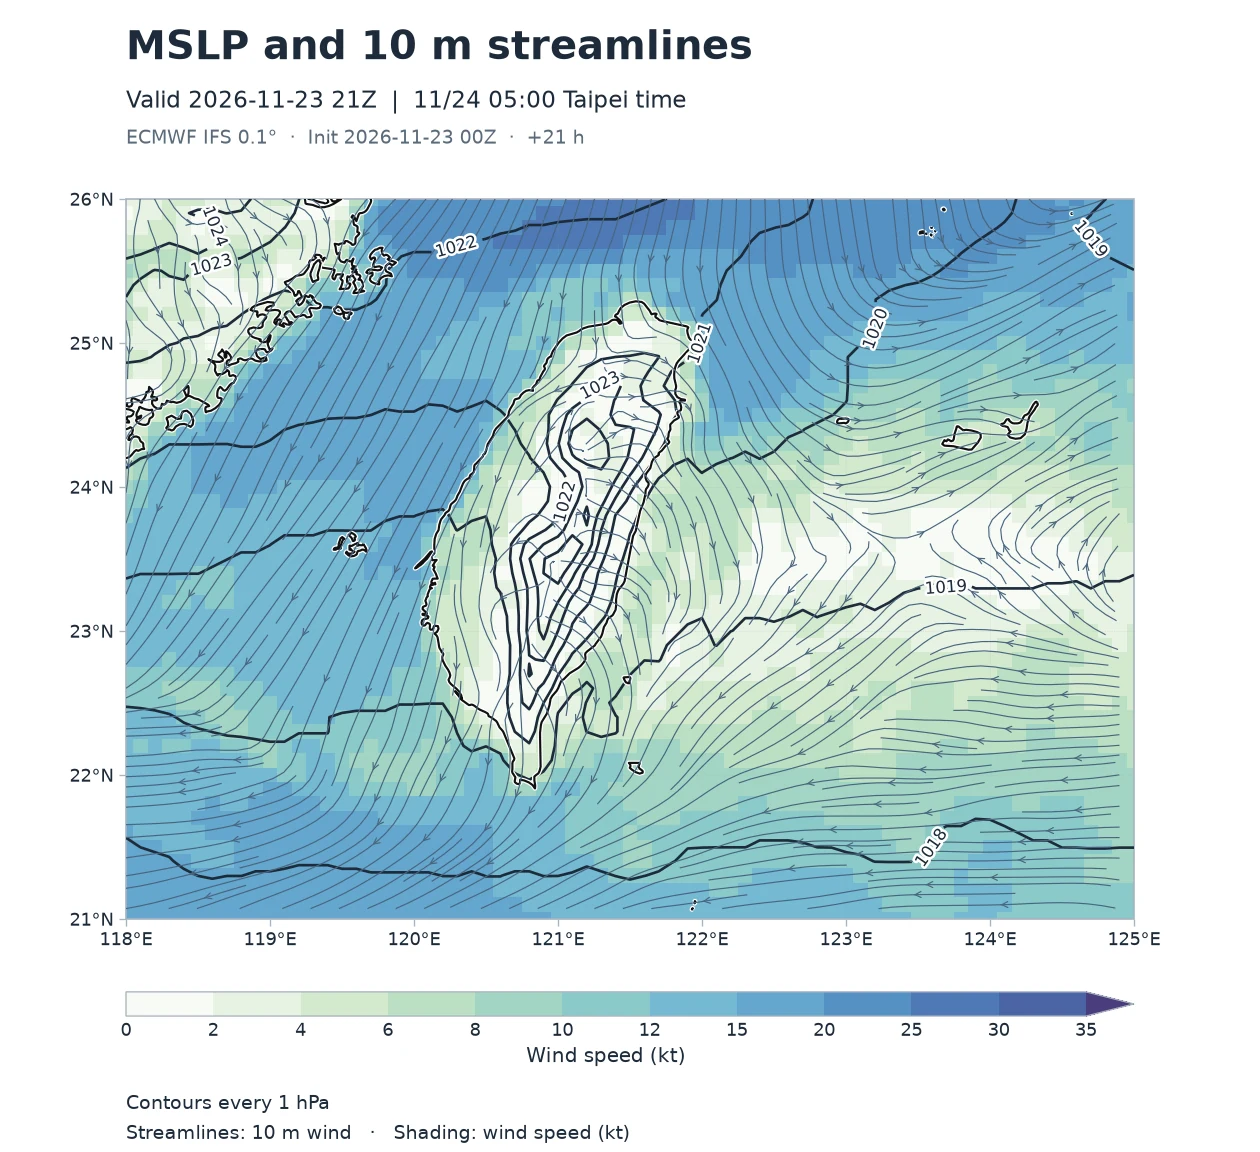 MSLP and 10 m streamlines
Valid 2026-11-23 21Z | 11/24 05:00 Taipei time
ECMWF IFS 0.1° · Init 2026-11-23 00Z · +21 h
26°N
1024
1022
1019
1023
25°N
1021
1020
1023
24°N
1022
1019
23°N
22°N
1018
21°N
118°E 119°E 120°E 121°E 122°E 123°E 124°E 125°E
0 2 4 6 8 10 12 15 20 25 30 35
Wind speed (kt)
Contours every 1 hPa
Streamlines: 10 m wind · Shading: wind speed (kt)